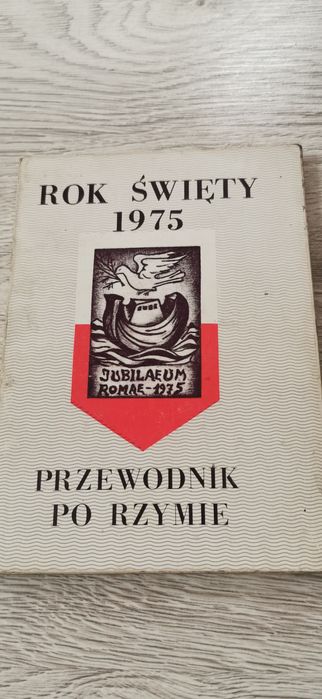 ROK ŚWIĘTY
1975
JUBILAEUM
ROMAE-1975
PRZEWODNIK
PO RZYMIE